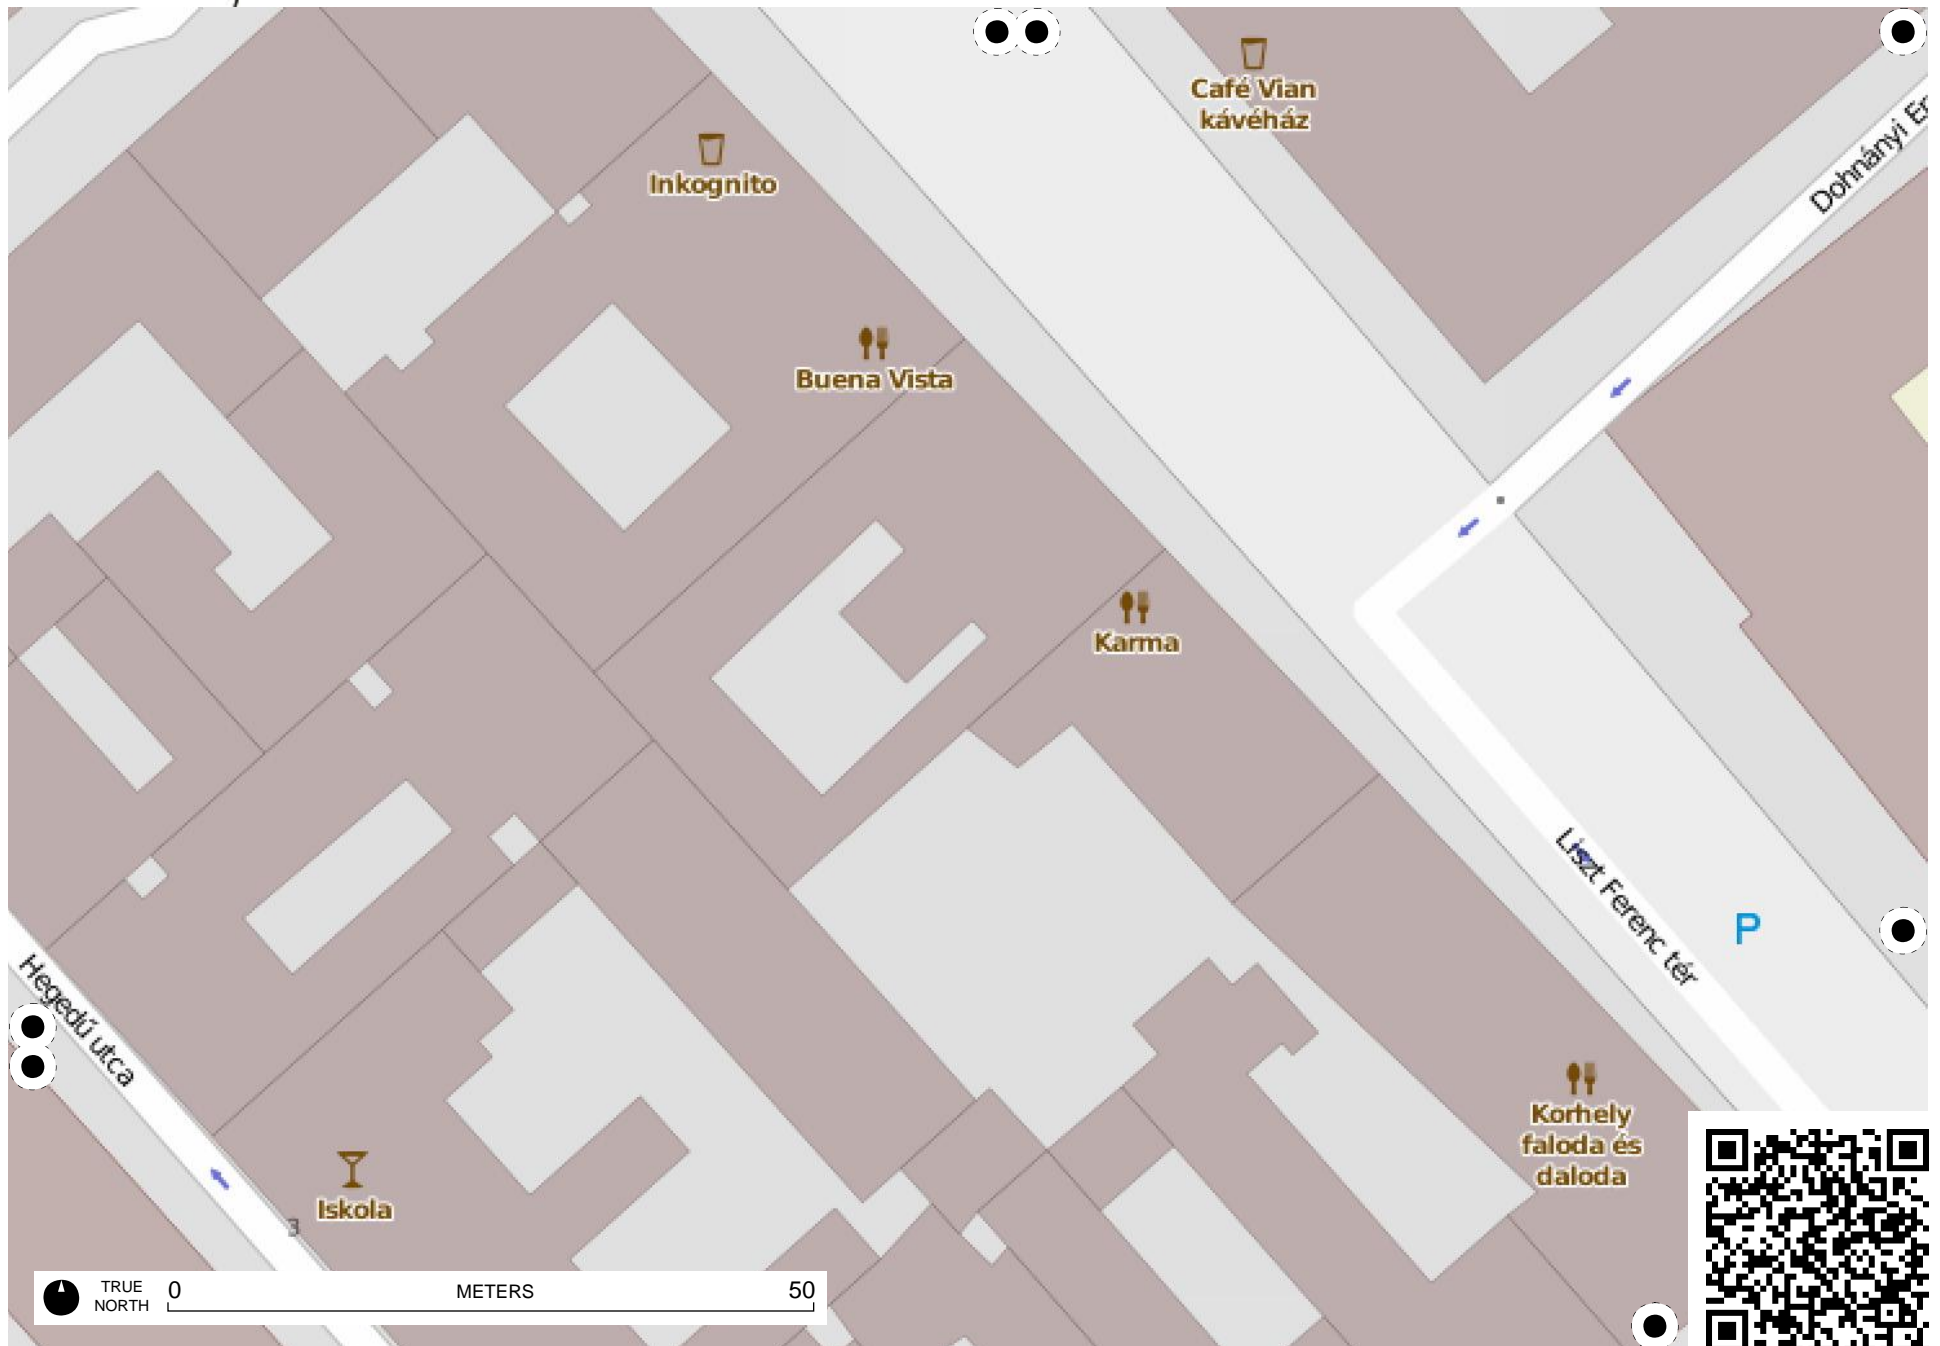 Café Vian
kávéház
Dohnányi
Inkognito
Buena Vista
Karma
Liszt Ferenc tér
P
Hegedű utca
Korhely
faloda és
daloda
Iskola
3
TRUE
NORTH
0
METERS
50